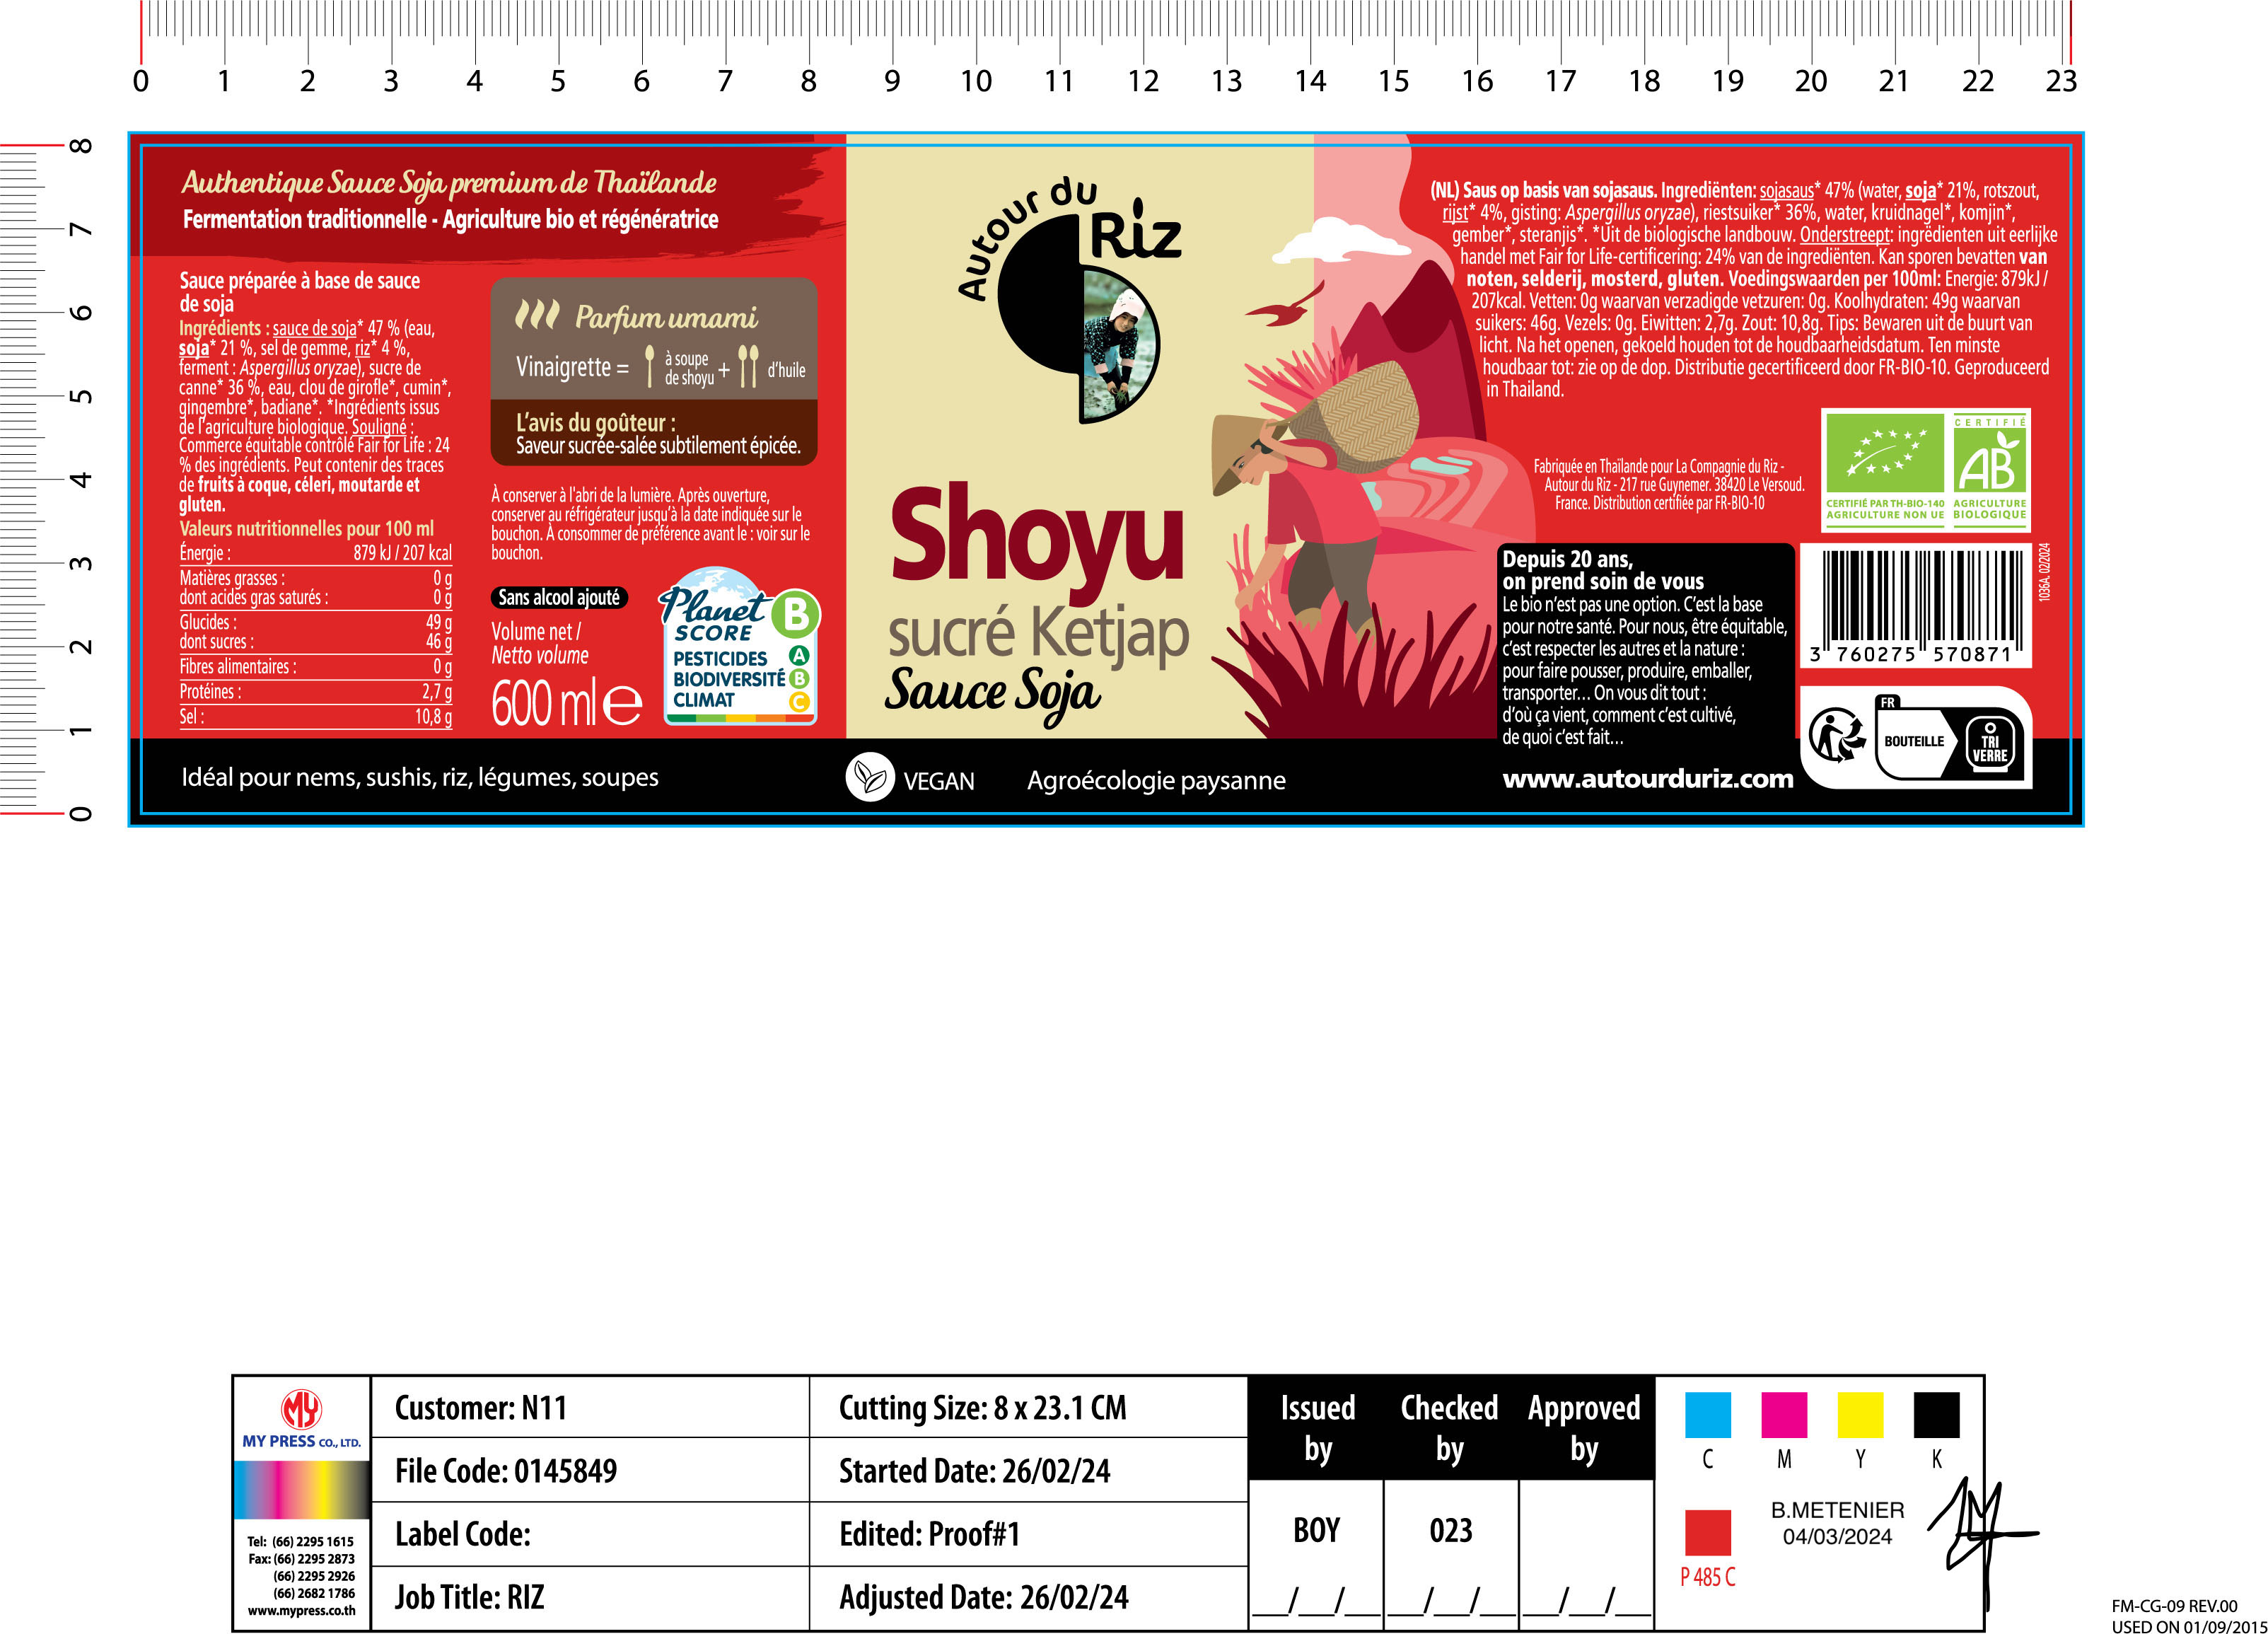 0 1 2 3 4 5 6 7 8 9 10 11 12 13 14 15 16 17 18 19 20 21 22 23
8
7
6
5
4
3
2
1
0
Authentique Sauce Soja premium de Thaïlande
Fermentation traditionnelle - Agriculture bio et régénératrice
Sauce préparée à base de sauce
de soja
Ingrédients : sauce de soja* 47 % (eau,
soja* 21 %, sel de gemme, riz* 4 %,
ferment : Aspergillus oryzae), sucre de
canne* 36 %, eau, clou de girofle*, cumin*,
gingembre*, badiane*. *Ingrédients issus
de l'agriculture biologique. Souligné :
Commerce équitable contrôlé Fair for Life : 24
% des ingrédients. Peut contenir des traces
de fruits à coque, céleri, moutarde et
gluten.
Valeurs nutritionnelles pour 100 ml
Énergie : 879 kJ / 207 kcal
Matières grasses : 0 g
dont acides gras saturés : 0 g
Glucides : 49 g
dont sucres : 46 g
Fibres alimentaires : 0 g
Protéines : 2,7 g
Sel : 10,8 g
Parfum umami
Vinaigrette = à soupe
de shoyu + d'huile
L'avis du goûteur :
Saveur sucrée-salée subtilement épicée.
À conserver à l'abri de la lumière. Après ouverture,
conserver au réfrigérateur jusqu'à la date indiquée sur le
bouchon. À consommer de préférence avant le : voir sur le
bouchon.
Sans alcool ajouté
Volume net /
Netto volume
600 ml e
Planet
SCORE
B
PESTICIDES A
BIODIVERSITÉ B
CLIMAT C
Idéal pour nems, sushis, riz, légumes, soupes
Autour du
Riz
Shoyu
sucré Ketjap
Sauce Soja
VEGAN
Agroécologie paysanne
(NL) Saus op basis van sojasaus. Ingrediënten: sojasaus* 47% (water, soja* 21%, rotszout,
rijst* 4%, gisting: Aspergillus oryzae), riestsuiker* 36%, water, kruidnagel*, komjin*,
gember*, steranjis*. *Uit de biologische landbouw. Onderstreept: ingrediënten uit eerlijke
handel met Fair for Life-certificering: 24% van de ingrediënten. Kan sporen bevatten van
noten, selderij, mosterd, gluten. Voedingswaarden per 100ml: Energie: 879kJ /
207kcal. Vetten: 0g waarvan verzadigde vetzuren: 0g. Koolhydraten: 49g waarvan
suikers: 46g. Vezels: 0g. Eiwitten: 2,7g. Zout: 10,8g. Tips: Bewaren uit de buurt van
licht. Na het openen, gekoeld houden tot de houdbaarheidsdatum. Ten minste
houdbaar tot: zie op de dop. Distributie gecertificeerd door FR-BIO-10. Geproduceerd
in Thailand.
Fabriquée en Thaïlande pour La Compagnie du Riz -
Autour du Riz - 217 rue Guynemer. 38420 Le Versoud.
France. Distribution certifiée par FR-BIO-10
CERTIFIÉ PAR TH-BIO-140
AGRICULTURE NON UE
CERTIFIÉ
AB
AGRICULTURE
BIOLOGIQUE
Depuis 20 ans,
on prend soin de vous
Le bio n'est pas une option. C'est la base
pour notre santé. Pour nous, être équitable,
c'est respecter les autres et la nature :
pour faire pousser, produire, emballer,
transporter... On vous dit tout :
d'où ça vient, comment c'est cultivé,
de quoi c'est fait...
www.autourduriz.com
3 760275 570871
1036A. 02/2024
FR
BOUTEILLE
TRI
VERRE
MY
MY PRESS CO., LTD.
Tel: (66) 2295 1615
Fax: (66) 2295 2873
(66) 2295 2926
(66) 2682 1786
www.mypress.co.th
Customer: N11
File Code: 0145849
Label Code:
Job Title: RIZ
Cutting Size: 8 x 23.1 CM
Started Date: 26/02/24
Edited: Proof#1
Adjusted Date: 26/02/24
Issued
by
Checked
by
Approved
by
BOY
023
__/__/__ __/__/__ __/__/__
C M Y K
P 485 C
B.METENIER
04/03/2024
FM-CG-09 REV.00
USED ON 01/09/2015